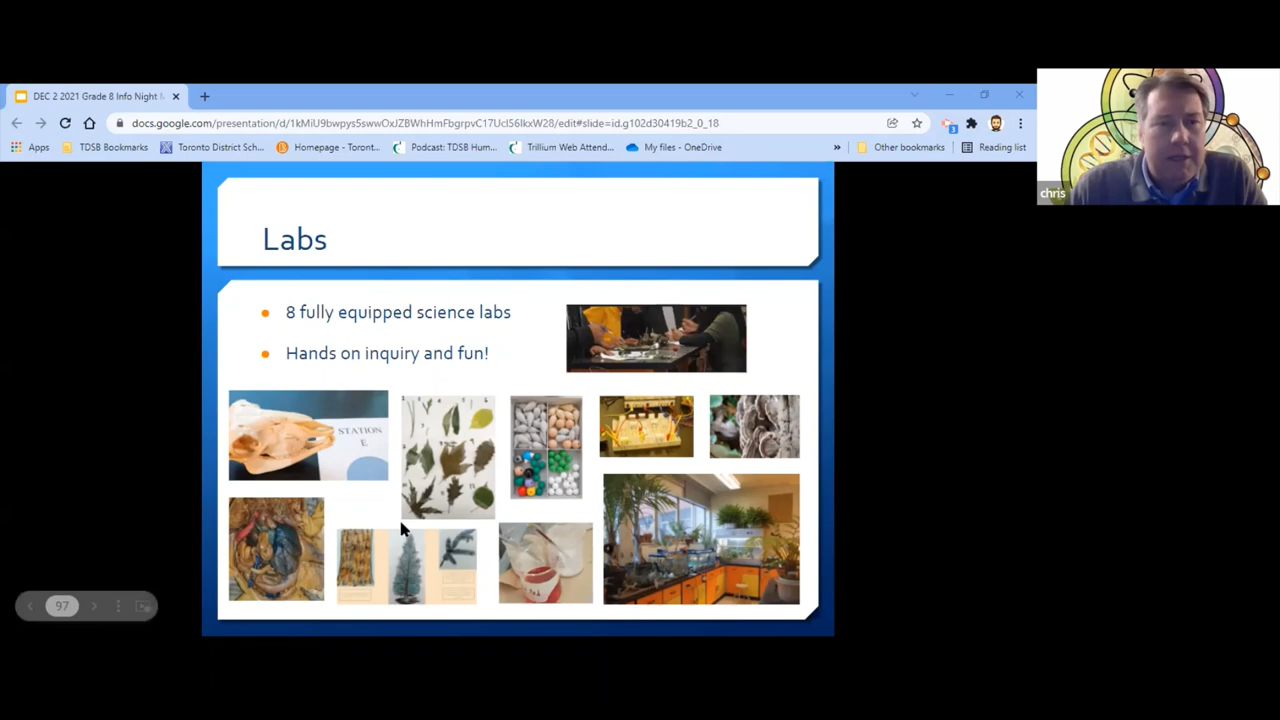 DEC 2 2021 Grade 8 Info Night
docs.google.com/presentation/d/1kMiU9bwpys5swwOxJZBWhHmFbgrpvC17UcI56IkxW28/edit#slide=id.g102d30419b2_0_18
Apps TDSB Bookmarks Toronto District Sch... Homepage - Toront... Podcast: TDSB Hum... Trillium Web Attend... My files - OneDrive » Other bookmarks Reading list
3
chris
Labs
8 fully equipped science labs
Hands on inquiry and fun!
STATION
E
97